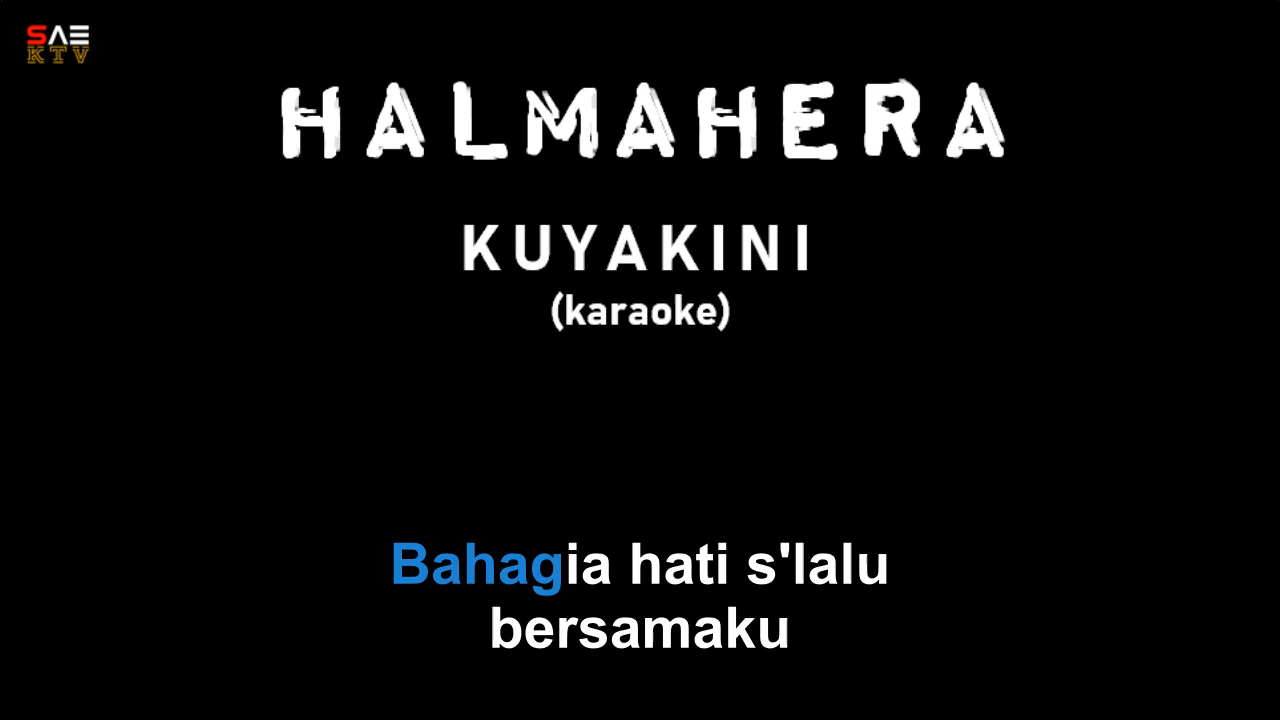 SAE
KTV
HALMAHERA
KUYAKINI
(karaoke)
Bahagia hati s'lalu
bersamaku